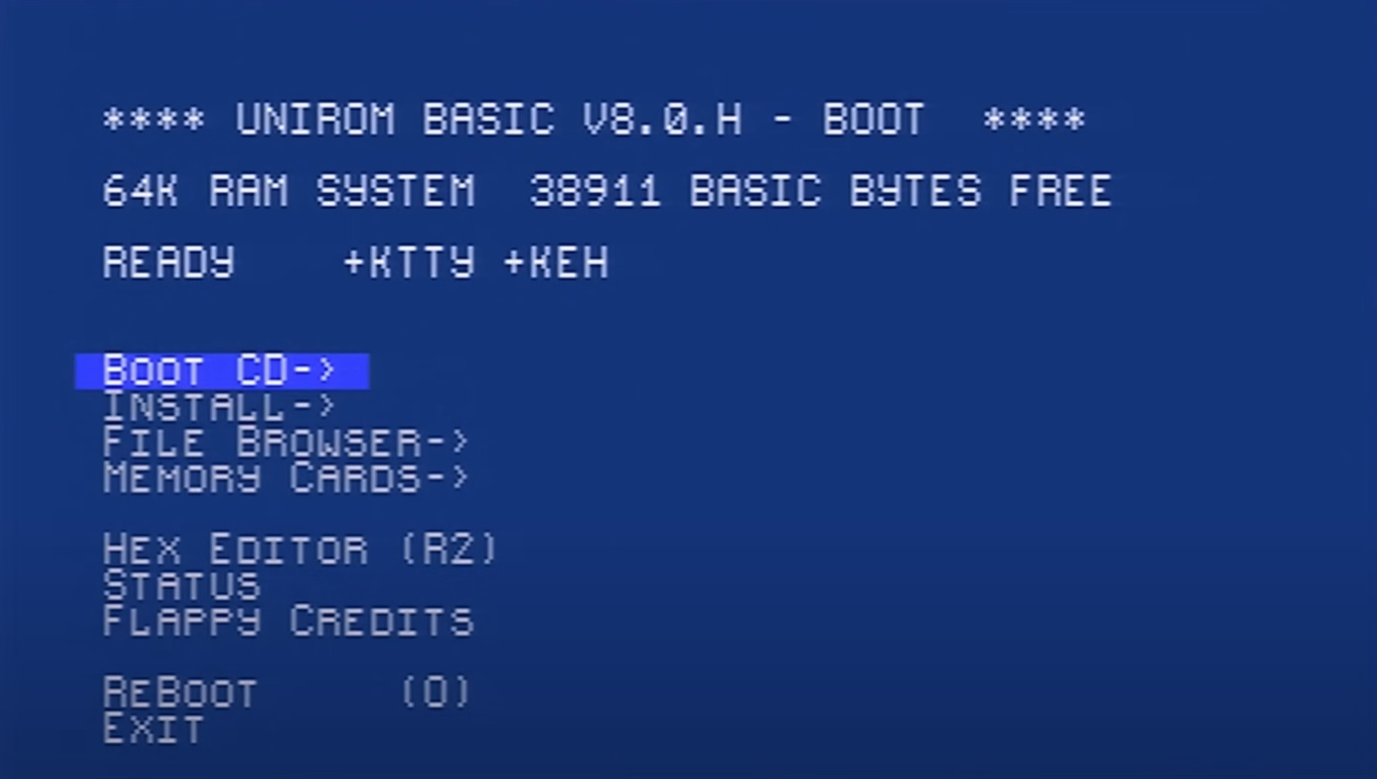 **** UNIROM BASIC V8.0.H - BOOT  ****
64K RAM SYSTEM  38911 BASIC BYTES FREE
READY    +KTTY +KEH
BOOT CD->
INSTALL->
FILE BROWSER->
MEMORY CARDS->
HEX EDITOR (R2)
STATUS
FLAPPY CREDITS
REBOOT     (O)
EXIT